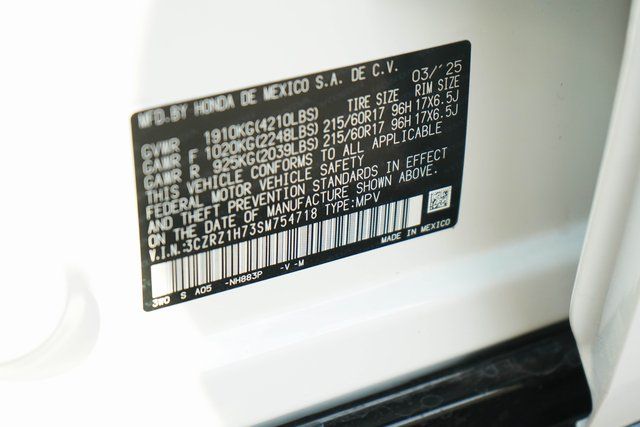 MFD.BY HONDA DE MEXICO S.A. DE C.V. 03/'25
GVWR 1910KG(4210LBS) TIRE SIZE RIM SIZE
GAWR F 1020KG(2248LBS) 215/60R17 96H 17X6.5J
GAWR R 925KG(2039LBS) 215/60R17 96H 17X6.5J
THIS VEHICLE CONFORMS TO ALL APPLICABLE
FEDERAL MOTOR VEHICLE SAFETY
AND THEFT PREVENTION STANDARDS IN EFFECT
ON THE DATE OF MANUFACTURE SHOWN ABOVE.
V.I.N:3CZRZ1H73SM754718 TYPE:MPV
MADE IN MEXICO
3W0 S A05 -NH883P -V -M